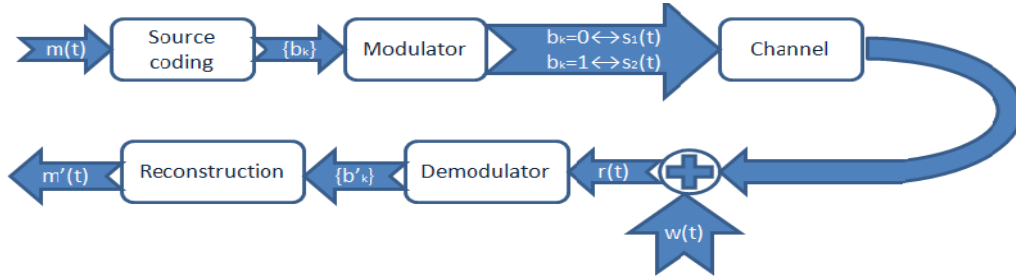 m(t)
Source
coding
{bₖ}
Modulator
bₖ=0↔s₁(t)
bₖ=1↔s₂(t)
Channel
m'(t)
Reconstruction
{b'ₖ}
Demodulator
r(t)
w(t)